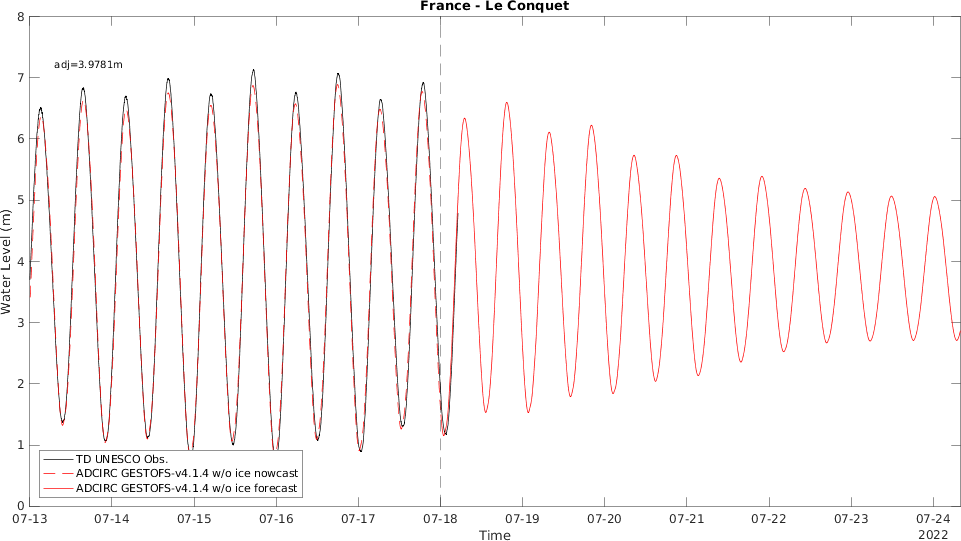 France - Le Conquet
adj=3.9781m
Water Level (m)
8
7
6
5
4
3
2
1
0
TD UNESCO Obs.
ADCIRC GESTOFS-v4.1.4 w/o ice nowcast
ADCIRC GESTOFS-v4.1.4 w/o ice forecast
07-13 07-14 07-15 07-16 07-17 07-18 07-19 07-20 07-21 07-22 07-23 07-24
Time
2022